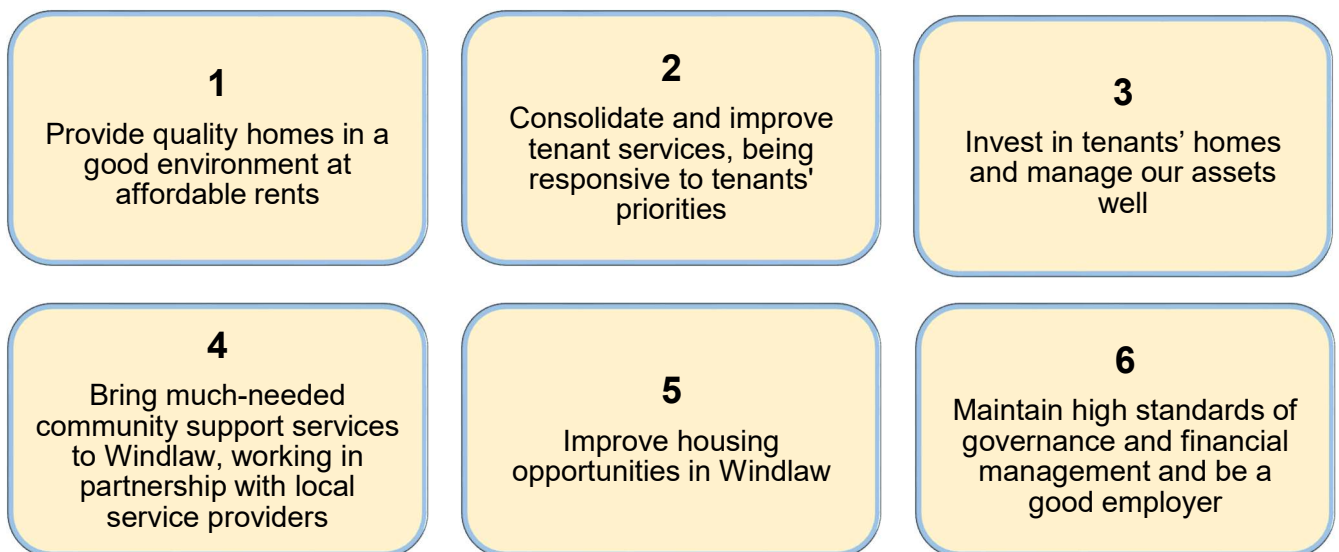 1
Provide quality homes in a
good environment at
affordable rents
2
Consolidate and improve
tenant services, being
responsive to tenants'
priorities
3
Invest in tenants’ homes
and manage our assets
well
4
Bring much-needed
community support services
to Windlaw, working in
partnership with local
service providers
5
Improve housing
opportunities in Windlaw
6
Maintain high standards of
governance and financial
management and be a
good employer